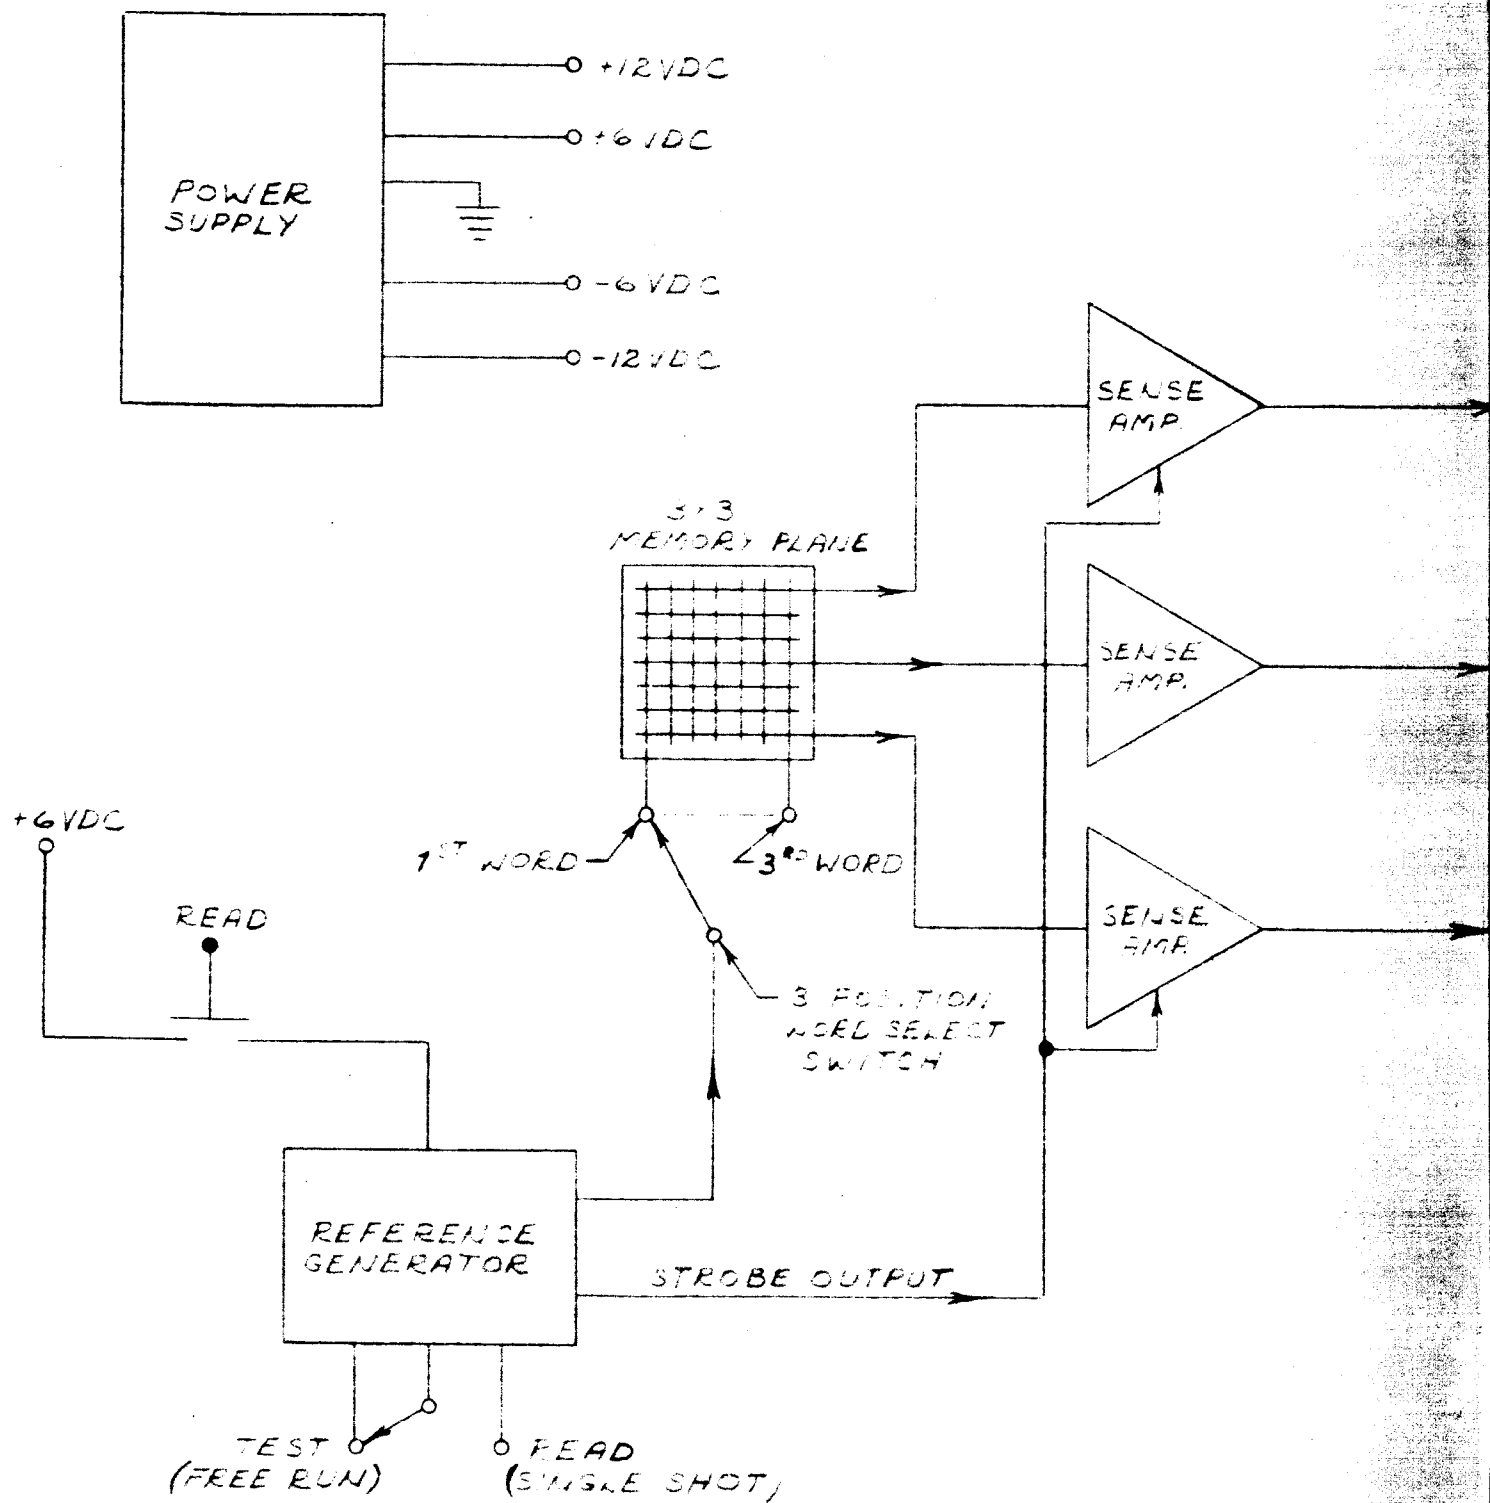 +12VDC
+6VDC
POWER
SUPPLY
-6VDC
-12VDC
SENSE
AMP.
3x3
MEMORY PLANE
SENSE
AMP.
+6VDC
1ST WORD
3RD WORD
READ
SENSE
AMP.
3 POSITION
WORD SELECT
SWITCH
REFERENCE
GENERATOR
STROBE OUTPUT
TEST
(FREE RUN)
READ
(SINGLE SHOT)